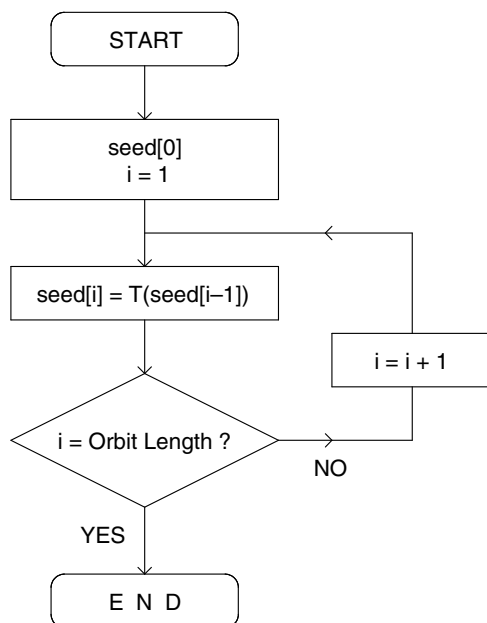 START
seed[0]
i = 1
seed[i] = T(seed[i–1])
i = i + 1
i = Orbit Length ?
NO
YES
E N D